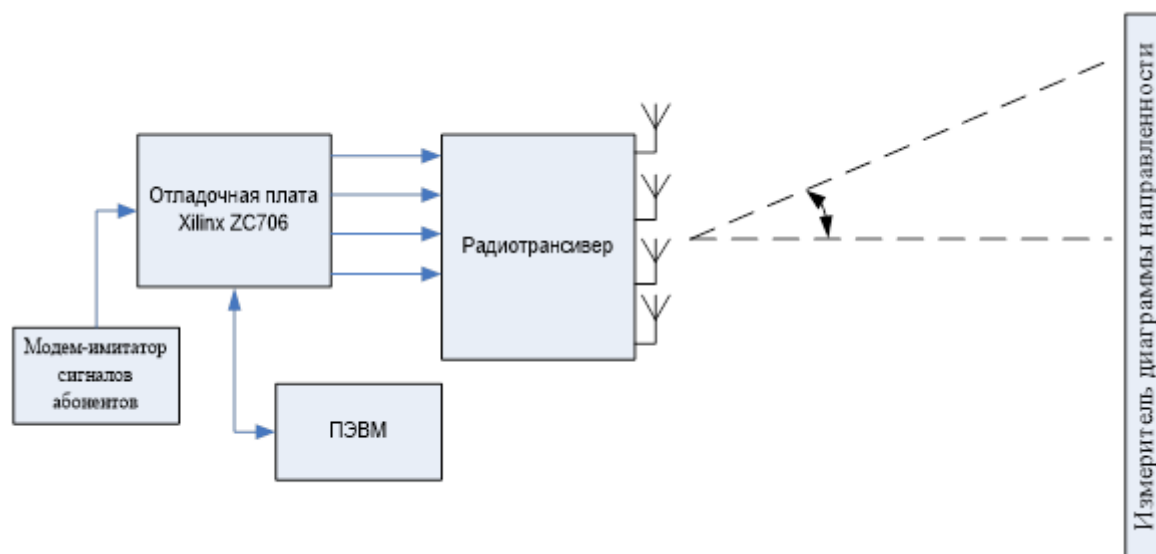 Отладочная плата
Xilinx ZC706
Радиотрансивер
Модем-имитатор
сигналов
абонентов
ПЭВМ
Измеритель диаграммы направленности